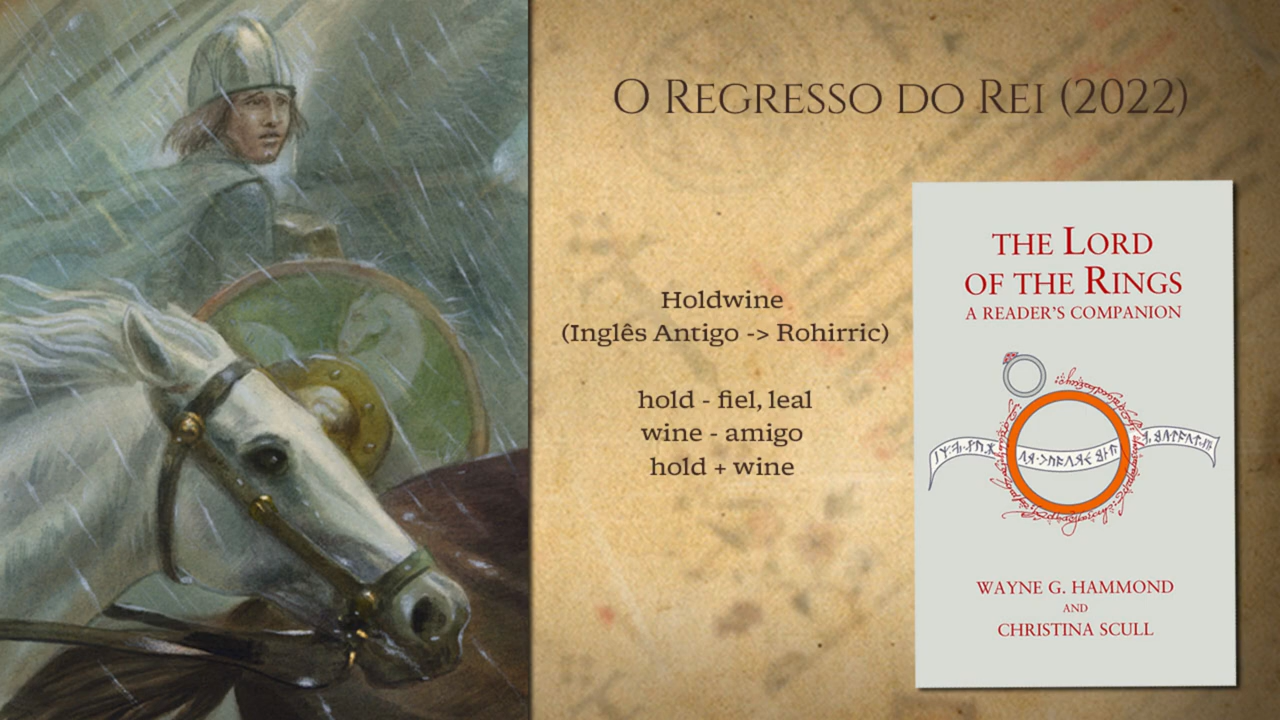 O Regresso do Rei (2022)
Holdwine
(Inglês Antigo -> Rohirric)
hold - fiel, leal
wine - amigo
hold + wine
THE LORD
OF THE RINGS
A READER'S COMPANION
WAYNE G. HAMMOND
AND
CHRISTINA SCULL